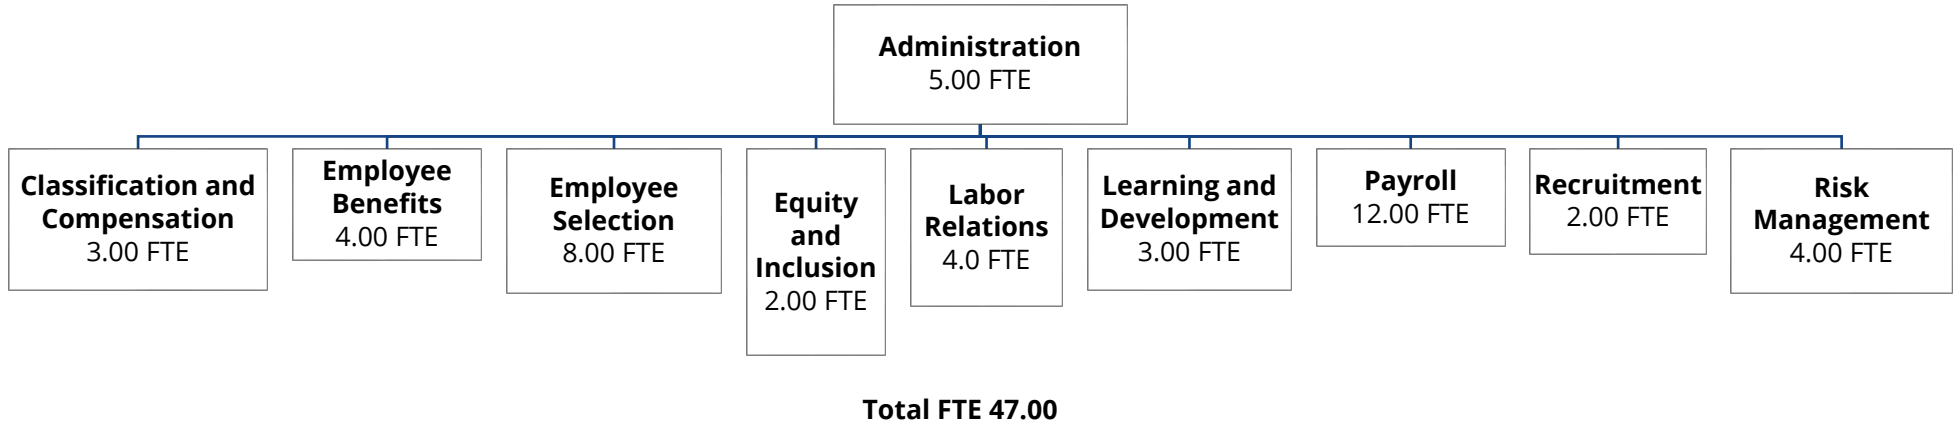 Administration
5.00 FTE
Classification and
Compensation
3.00 FTE
Employee
Benefits
4.00 FTE
Employee
Selection
8.00 FTE
Equity
and
Inclusion
2.00 FTE
Labor
Relations
4.0 FTE
Learning and
Development
3.00 FTE
Payroll
12.00 FTE
Recruitment
2.00 FTE
Risk
Management
4.00 FTE
Total FTE 47.00